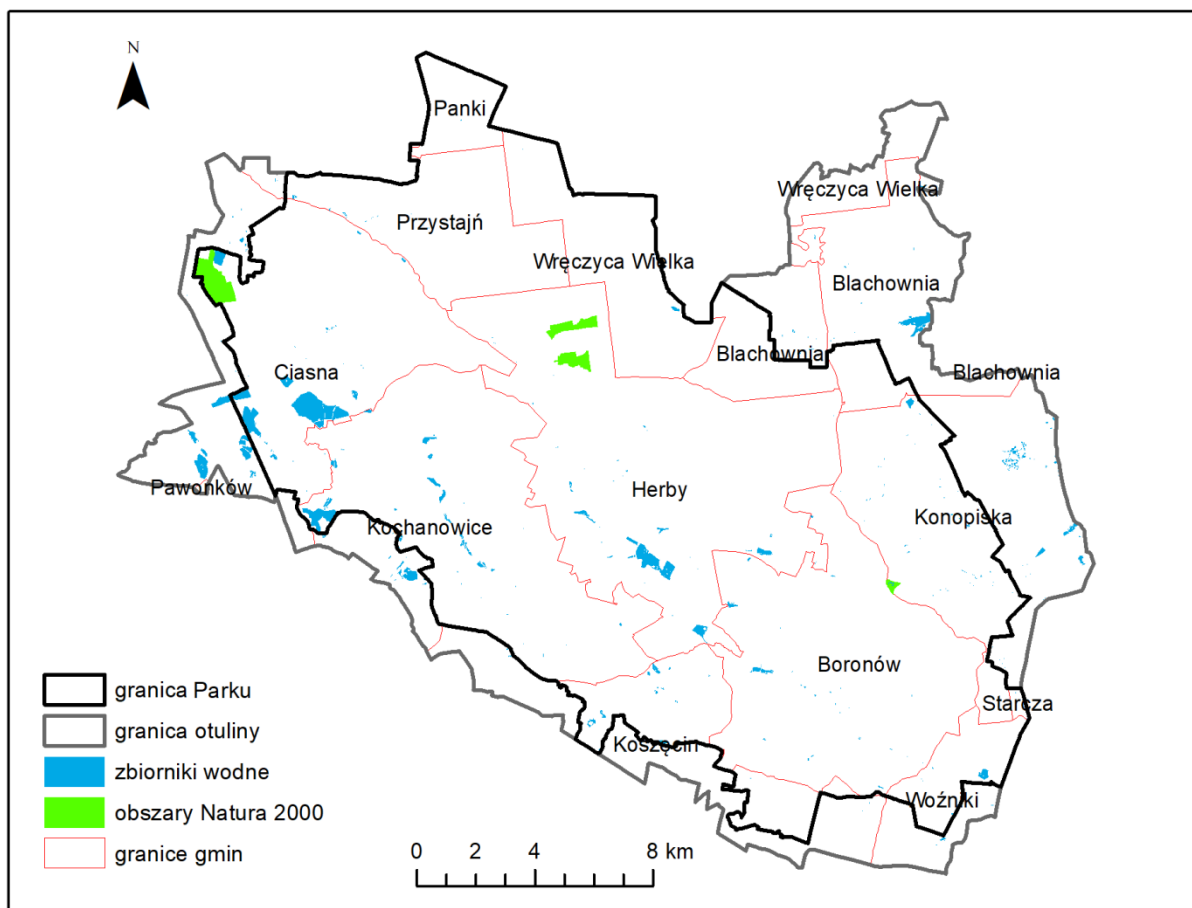 N
Panki
Wręczyca Wielka
Przystajń
Wręczyca Wielka
Blachownia
Blachownia
Ciasna
Blachownia
Pawonków
Herby
Kochanowice
Konopiska
Boronów
granica Parku
Starcza
granica otuliny
Koszęcin
zbiorniki wodne
Woźniki
obszary Natura 2000
granice gmin
0 2 4 8 km